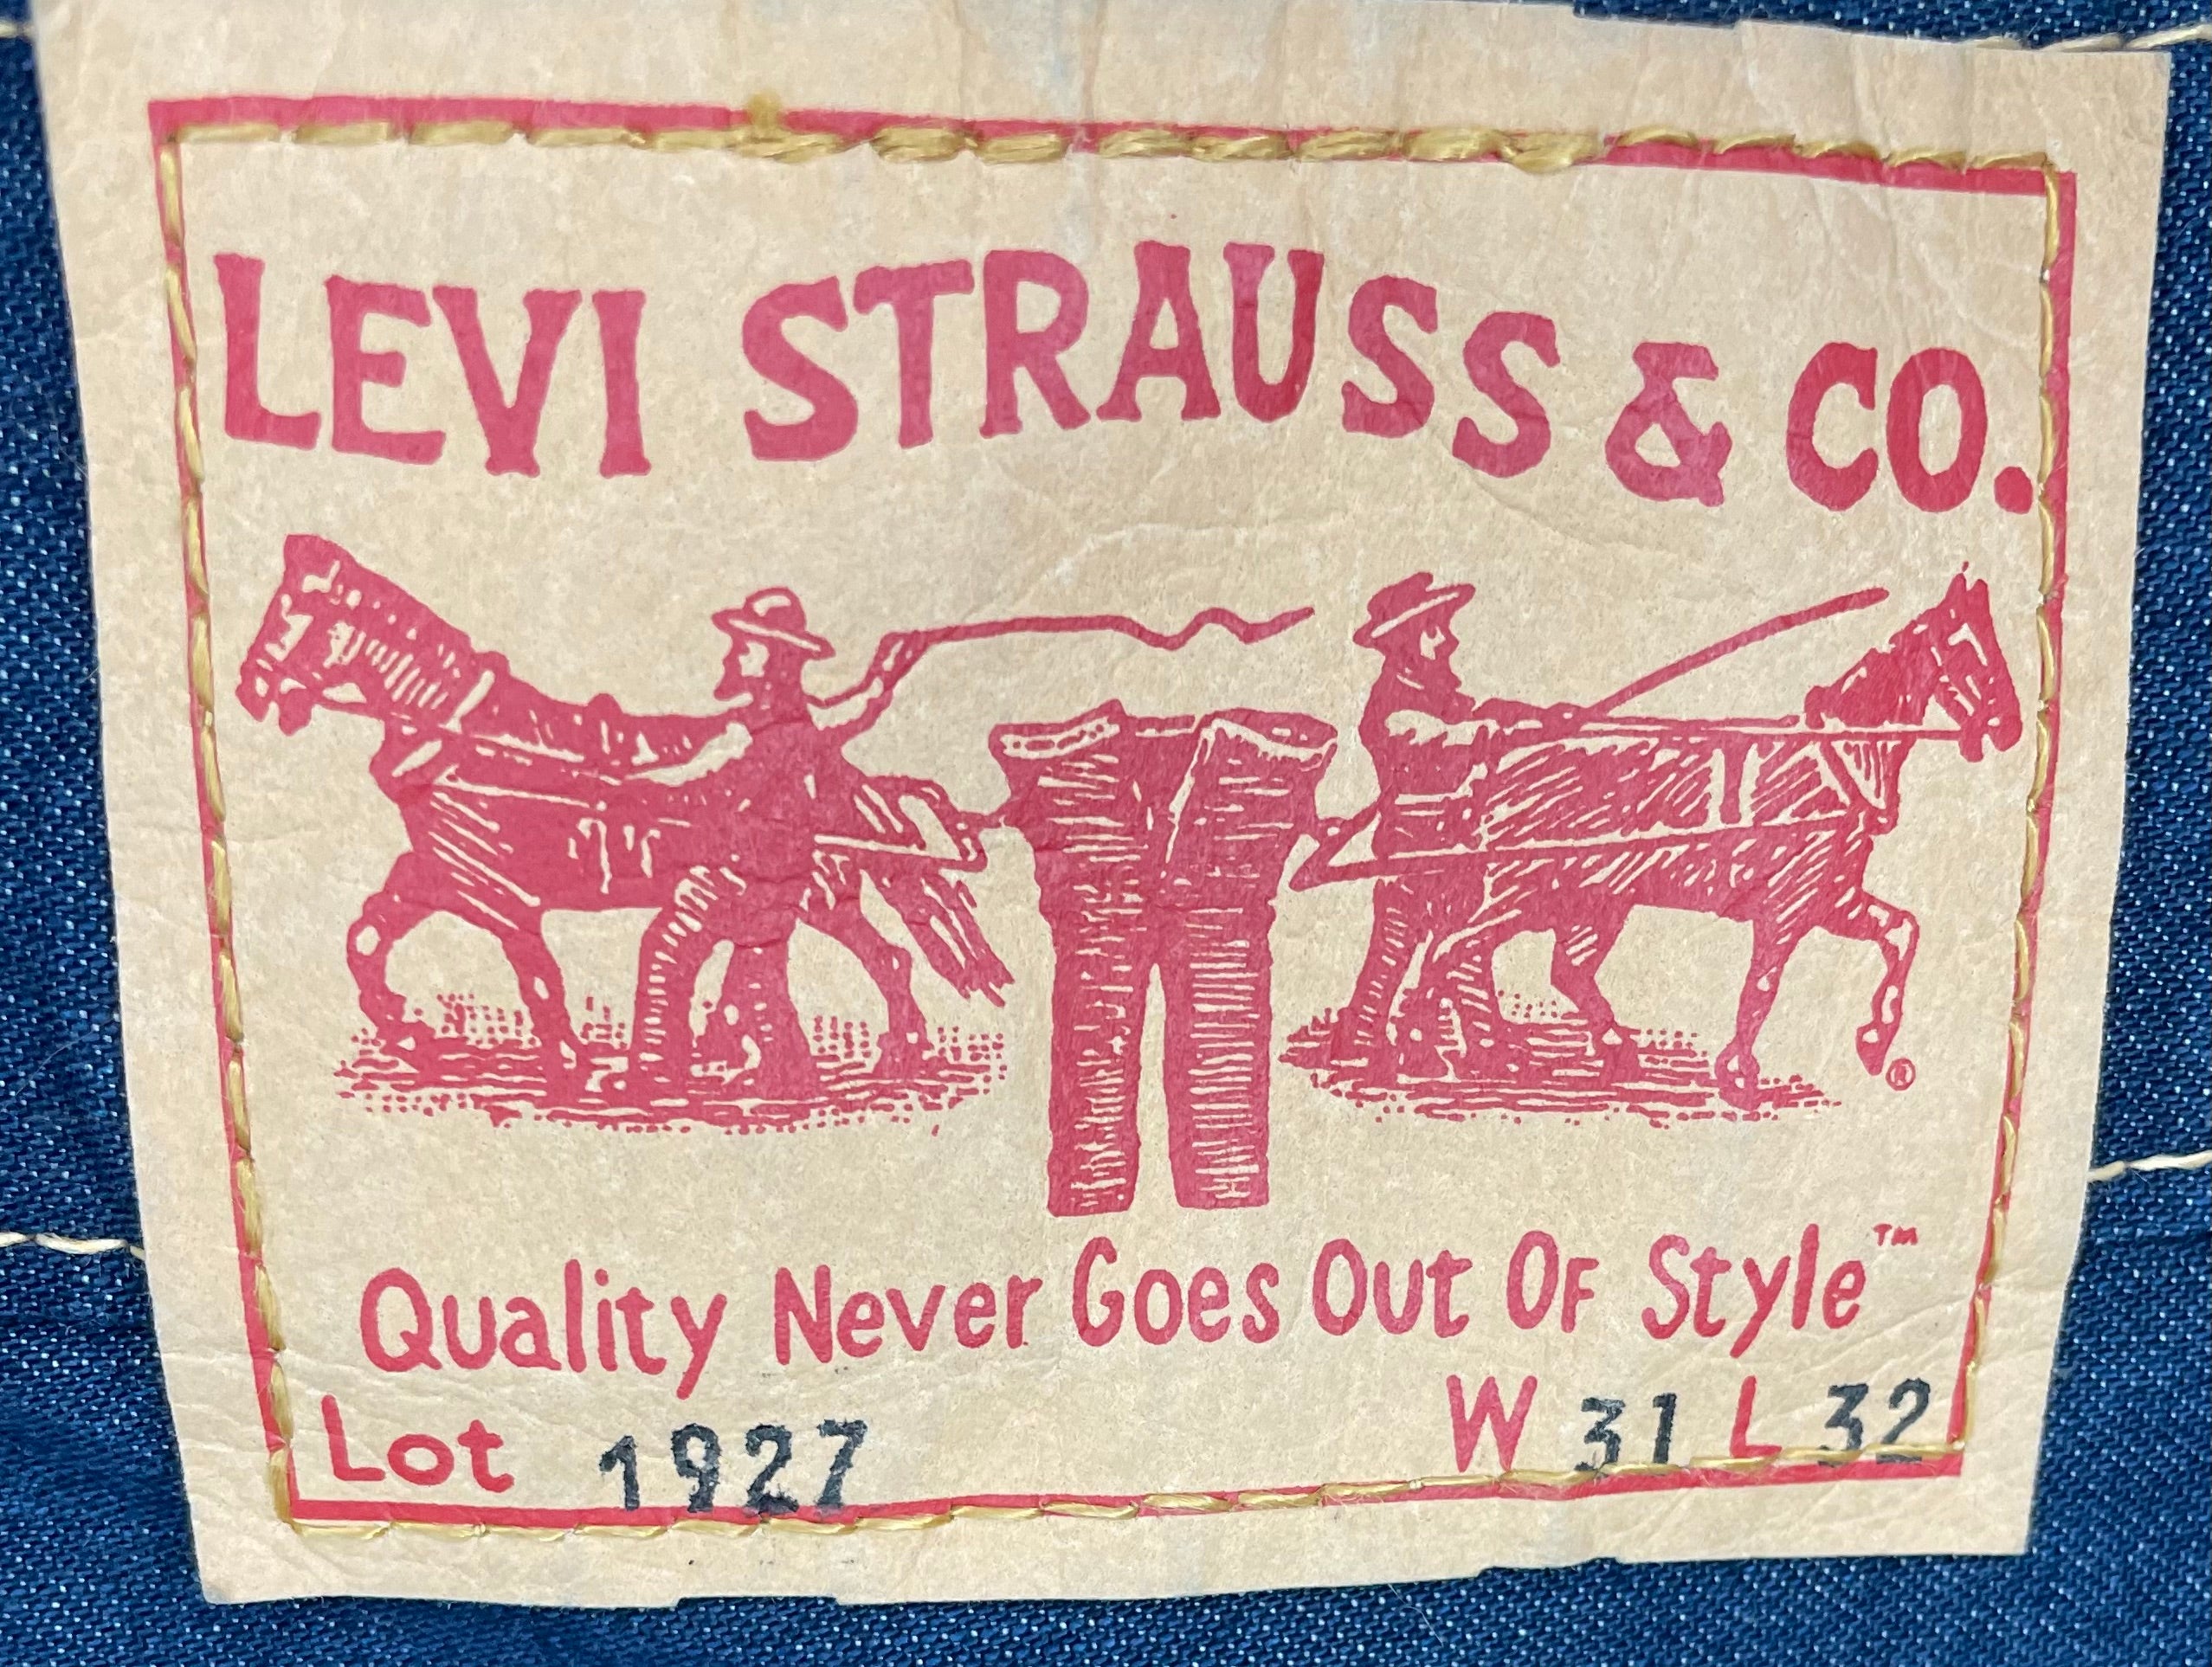 LEVI STRAUSS & CO.
®
Quality Never Goes Out OF Style™
Lot 1927 W 31 L 32